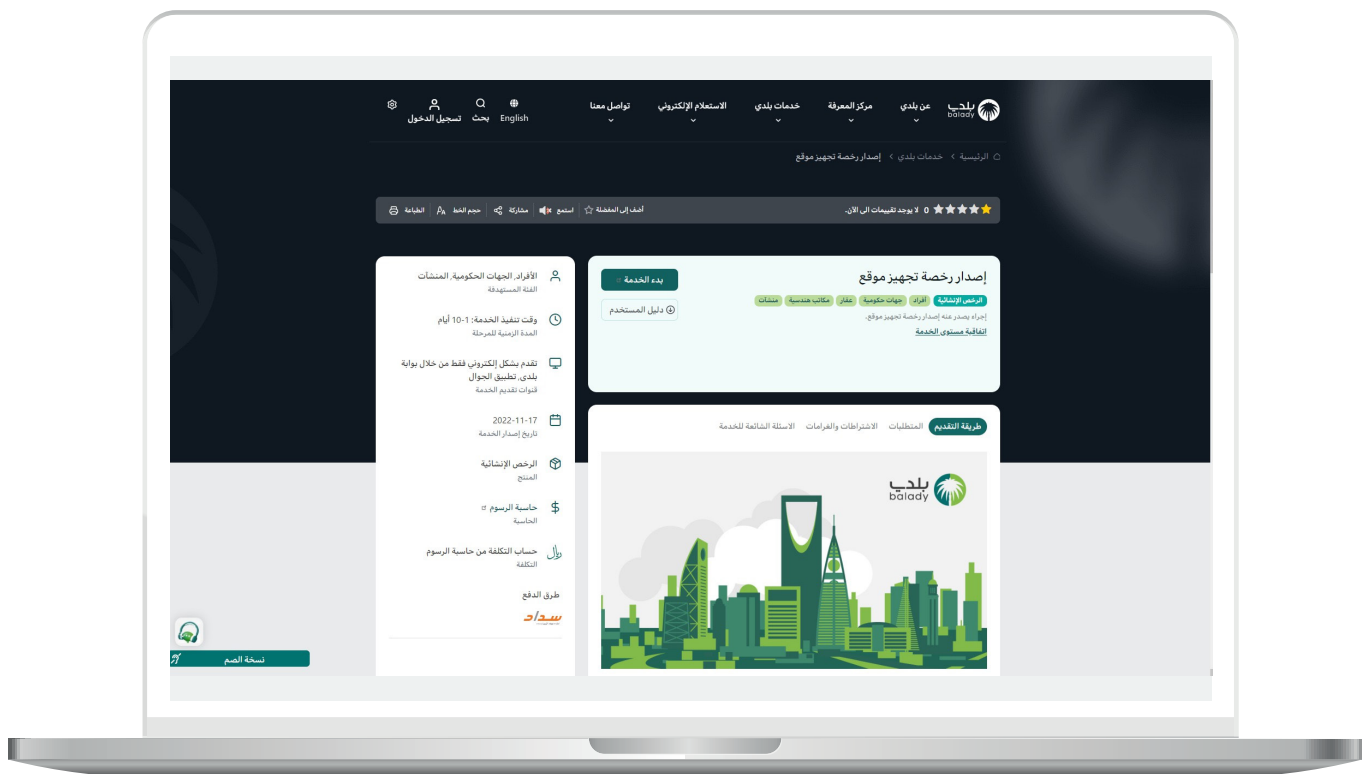 بلدي
balady
عن بلدي
مركز المعرفة
خدمات بلدي
الاستعلام الإلكتروني
تواصل معنا
English
بحث
تسجيل الدخول
الرئيسية > خدمات بلدي > إصدار رخصة تجهيز موقع
0 لا يوجد تقييمات الى الآن.
أضف إلى المفضلة
استمع
مشاركة
حجم الخط
الطباعة
إصدار رخصة تجهيز موقع
الرخص الإنشائية أفراد جهات حكومية عقار مكاتب هندسية منشآت
إجراء يصدر عنه إصدار رخصة تجهيز موقع.
اتفاقية مستوى الخدمة
بدء الخدمة
دليل المستخدم
طريقة التقديم المتطلبات الاشتراطات والغرامات الاسئلة الشائعة للخدمة
بلدي
balady
الأفراد, الجهات الحكومية, المنشآت
الفئة المستهدفة
وقت تنفيذ الخدمة: 1-10 أيام
المدة الزمنية للمرحلة
تقدم بشكل إلكتروني فقط من خلال بوابة
بلدي, تطبيق الجوال
قنوات تقديم الخدمة
2022-11-17
تاريخ إصدار الخدمة
الرخص الإنشائية
المنتج
حاسبة الرسوم
الحاسبة
حساب التكلفة من حاسبة الرسوم
التكلفة
طرق الدفع
سداد
نسخة الصم